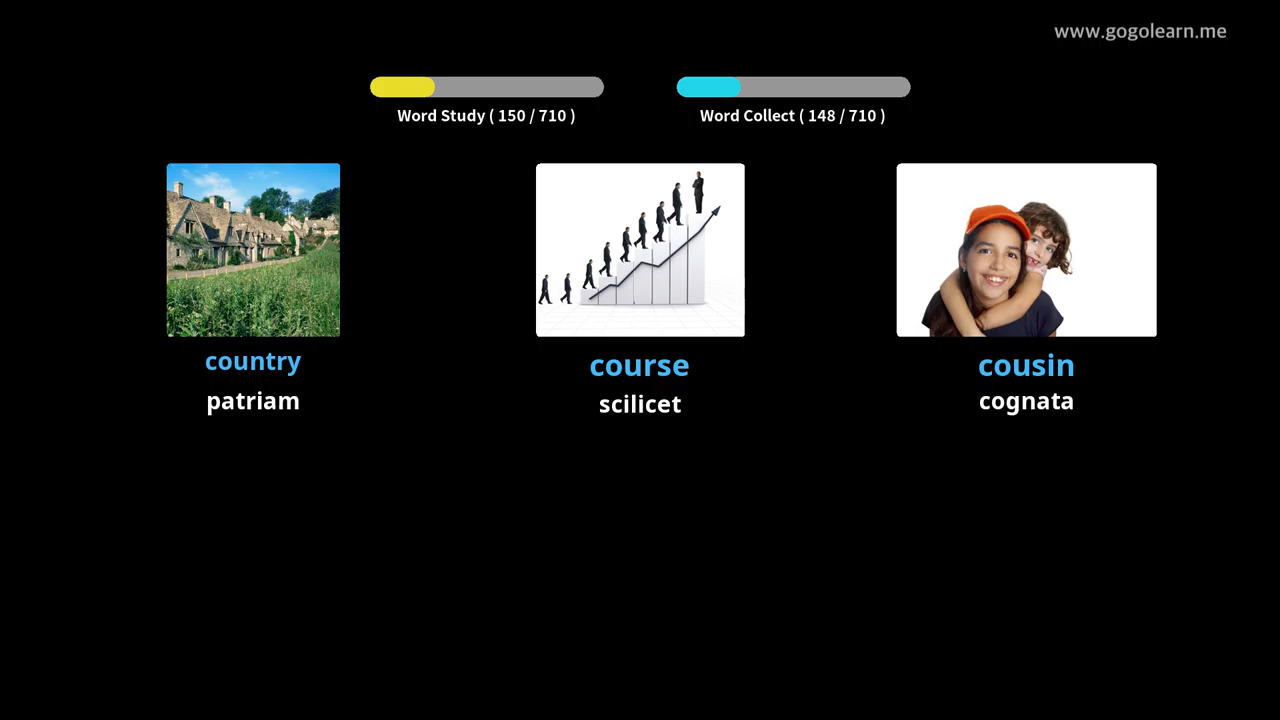 www.gogolearn.me
Word Study ( 150 / 710 )
Word Collect ( 148 / 710 )
country
course
cousin
patriam
scilicet
cognata